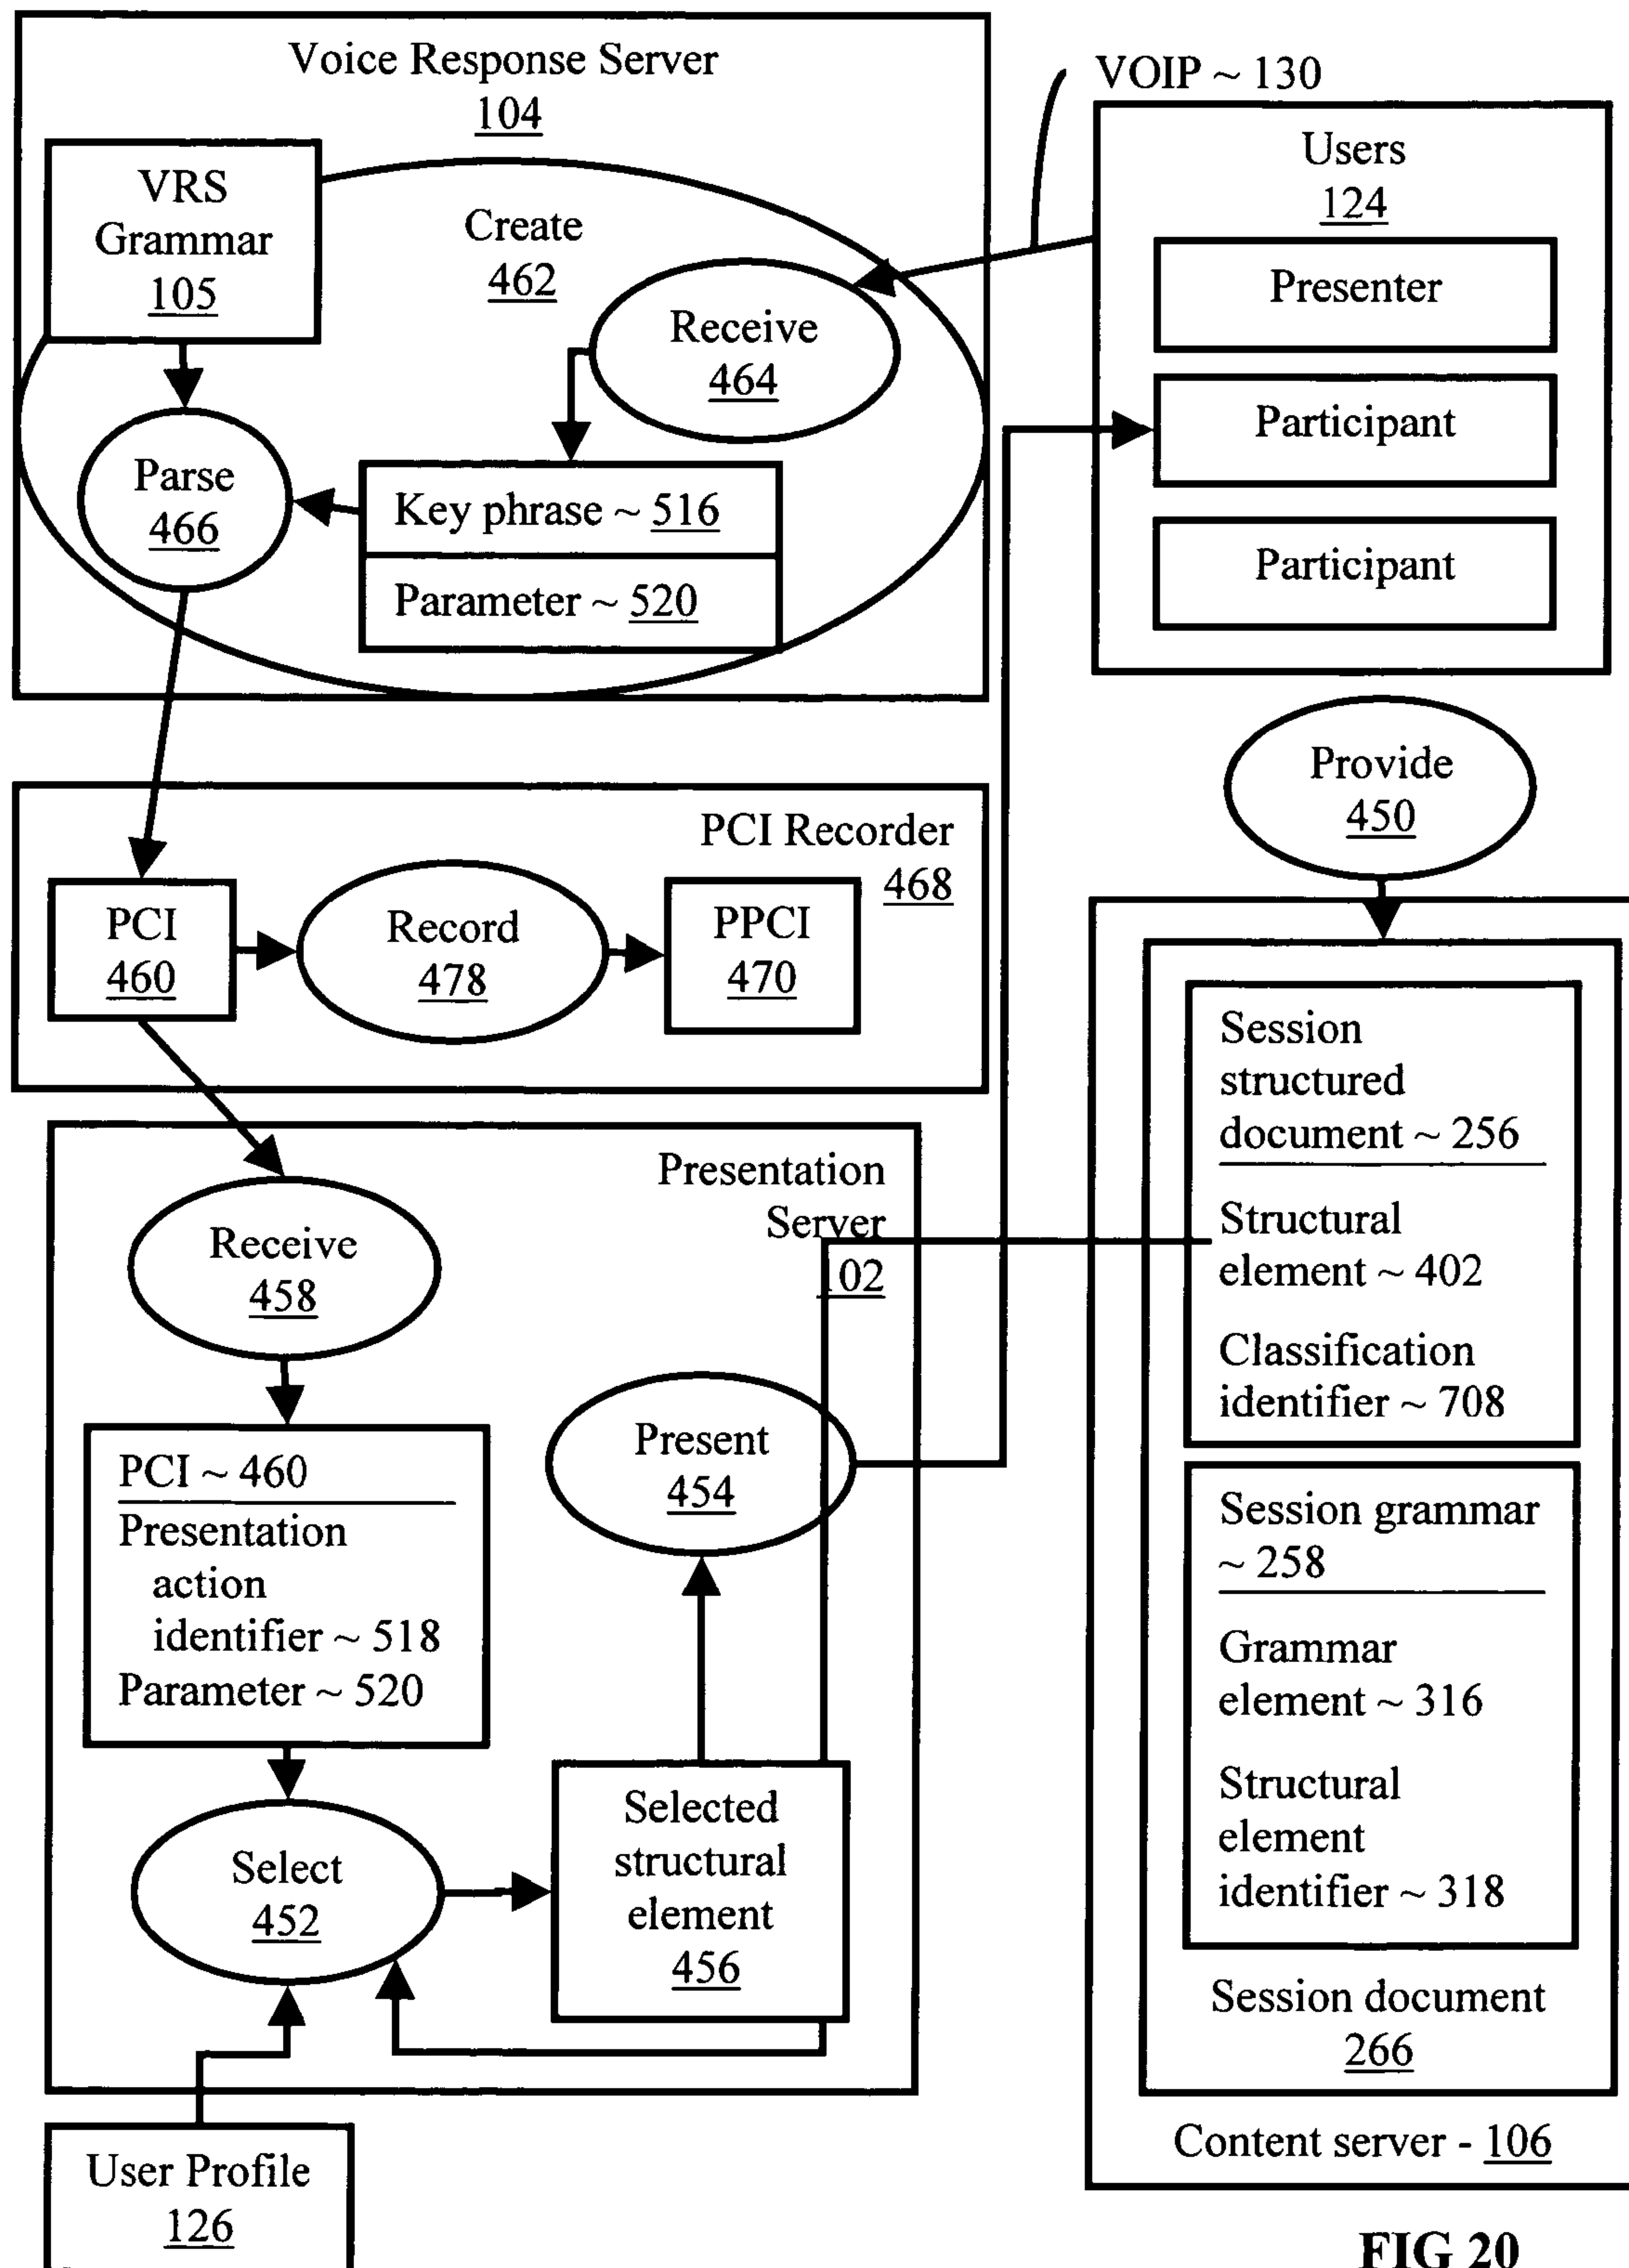 Voice Response Server
104
VOIP ~ 130
VRS
Grammar
105
Create
462
Receive
464
Parse
466
Key phrase ~ 516
Parameter ~ 520
Users
124
Presenter
Participant
Participant
Provide
450
PCI Recorder
468
PCI
460
Record
478
PPCI
470
Presentation
Server
102
Receive
458
PCI ~ 460
Presentation
action
identifier ~ 518
Parameter ~ 520
Present
454
Select
452
Selected
structural
element
456
User Profile
126
Session
structured
document ~ 256
Structural
element ~ 402
Classification
identifier ~ 708
Session grammar
~ 258
Grammar
element ~ 316
Structural
element
identifier ~ 318
Session document
266
Content server - 106
FIG 20